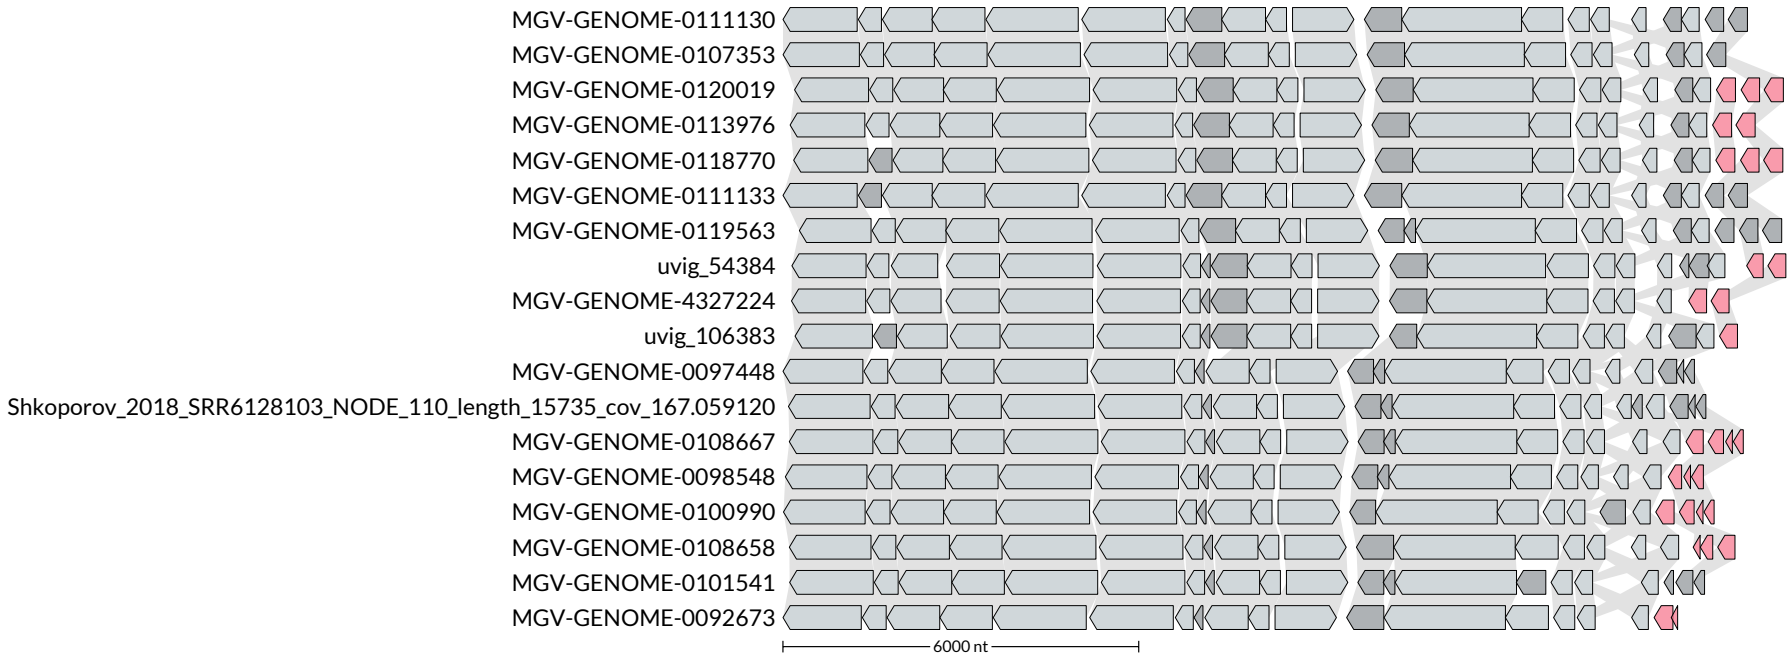 MGV-GENOME-0111130
MGV-GENOME-0107353
MGV-GENOME-0120019
MGV-GENOME-0113976
MGV-GENOME-0118770
MGV-GENOME-0111133
MGV-GENOME-0119563
uvig_54384
MGV-GENOME-4327224
uvig_106383
MGV-GENOME-0097448
Shkoporov_2018_SRR6128103_NODE_110_length_15735_cov_167.059120
MGV-GENOME-0108667
MGV-GENOME-0098548
MGV-GENOME-0100990
MGV-GENOME-0108658
MGV-GENOME-0101541
MGV-GENOME-0092673
6000 nt